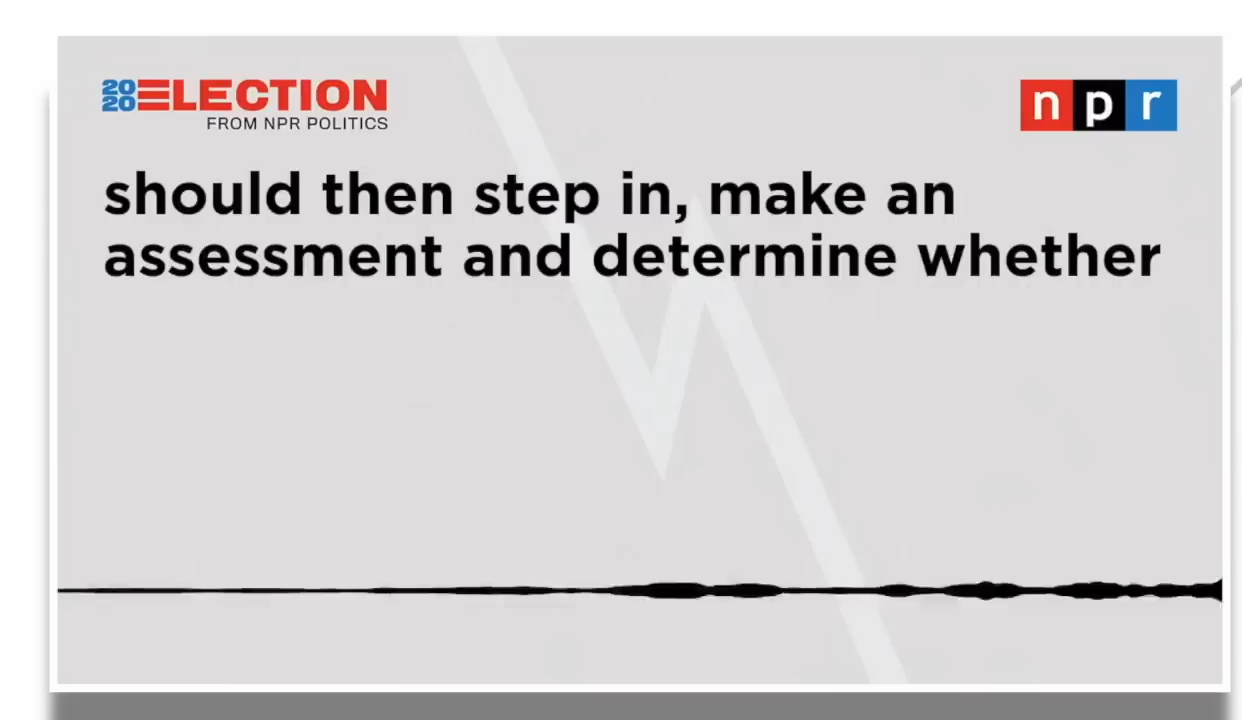 2020 ELECTION
FROM NPR POLITICS
npr
should then step in, make an
assessment and determine whether